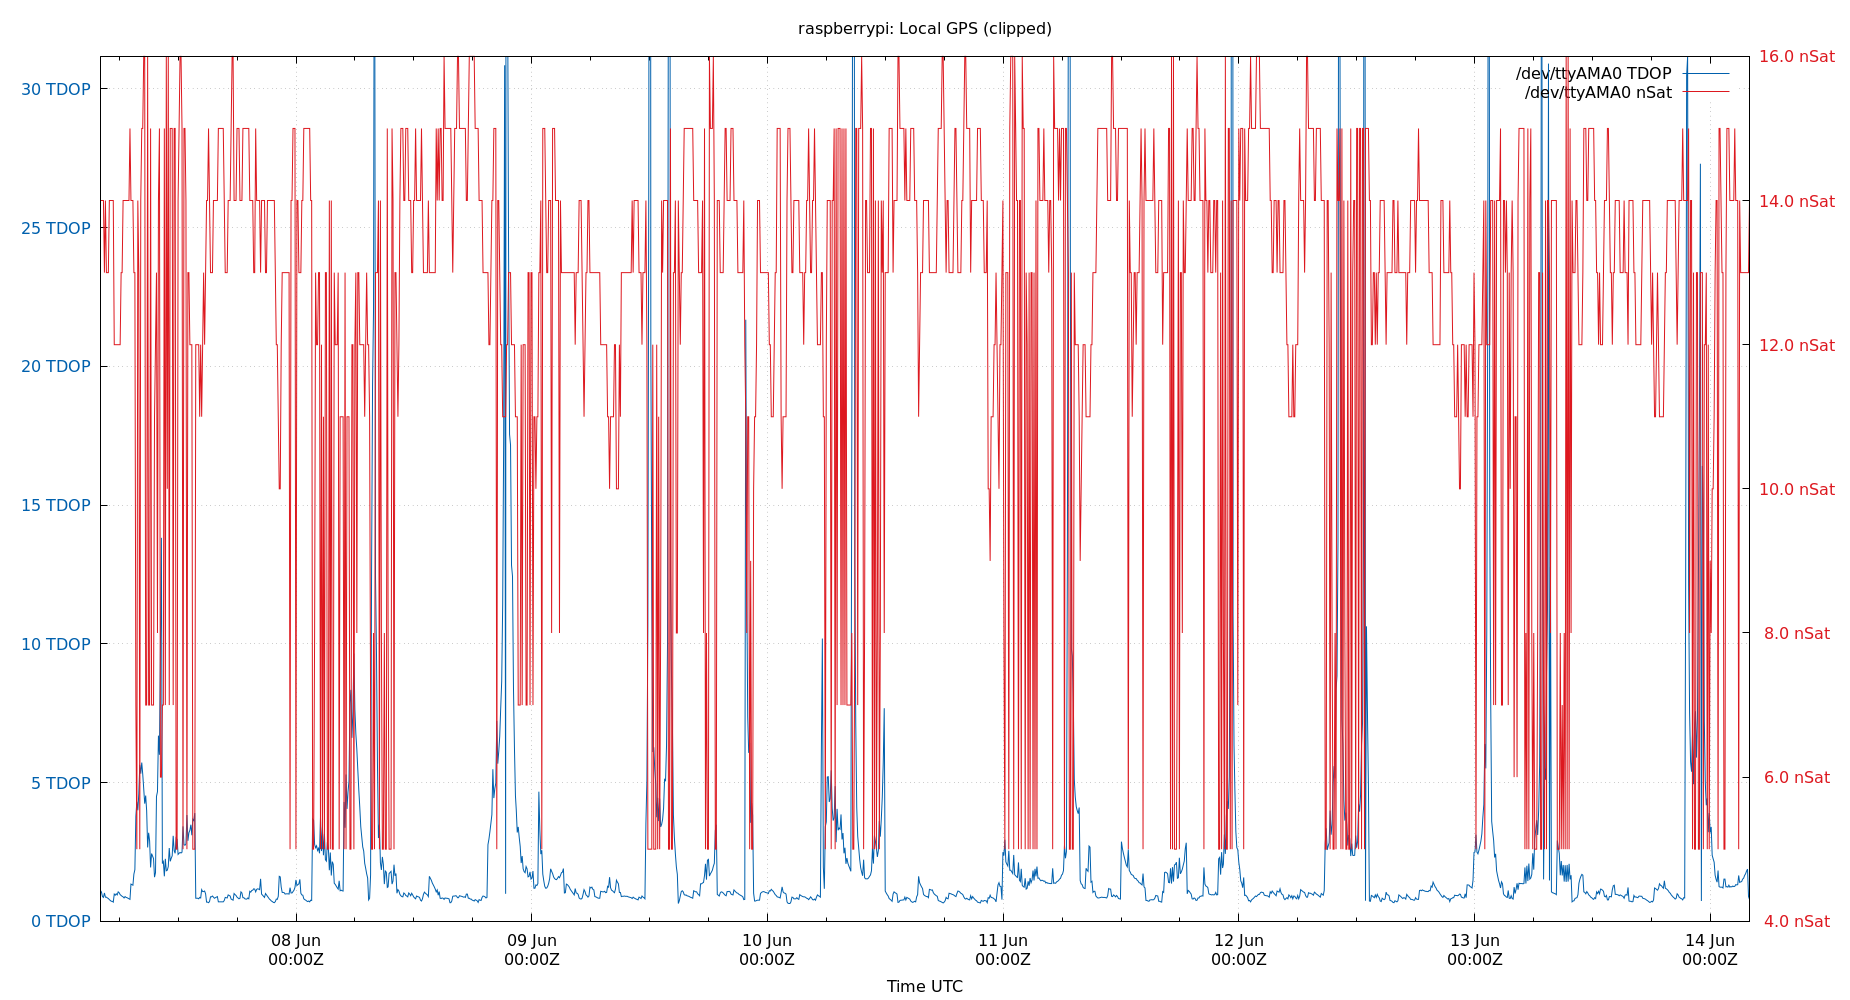 raspberrypi: Local GPS (clipped)
/dev/ttyAMA0 TDOP
/dev/ttyAMA0 nSat
30 TDOP
25 TDOP
20 TDOP
15 TDOP
10 TDOP
5 TDOP
0 TDOP
16.0 nSat
14.0 nSat
12.0 nSat
10.0 nSat
8.0 nSat
6.0 nSat
4.0 nSat
08 Jun
00:00Z
09 Jun
00:00Z
10 Jun
00:00Z
11 Jun
00:00Z
12 Jun
00:00Z
13 Jun
00:00Z
14 Jun
00:00Z
Time UTC